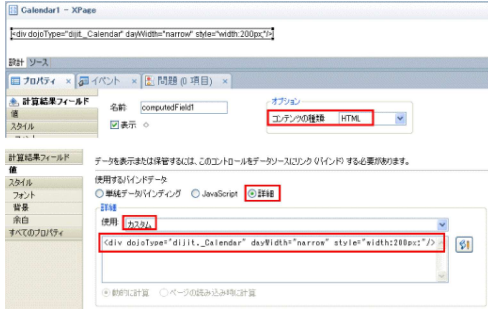 Calendar1 - XPage
<div dojoType="dijit._Calendar" dayWidth="narrow" style="width:200px;"/>
設計 ソース
プロパティ × イベント × 問題 (0 項目) ×
計算結果フィールド
値
スタイル
名前: computedField1
表示
オプション
コンテンツの種類 HTML
計算結果フィールド
値
スタイル
フォント
背景
余白
すべてのプロパティ
データを表示または保管するには、このコントロールをデータソースにリンク (バインド) する必要があります。
使用するバインドデータ:
単純データバインディング JavaScript 詳細
詳細
使用: カスタム
<div dojoType="dijit._Calendar" dayWidth="narrow" style="width:200px;"/>
動的に計算 ページの読み込み時に計算